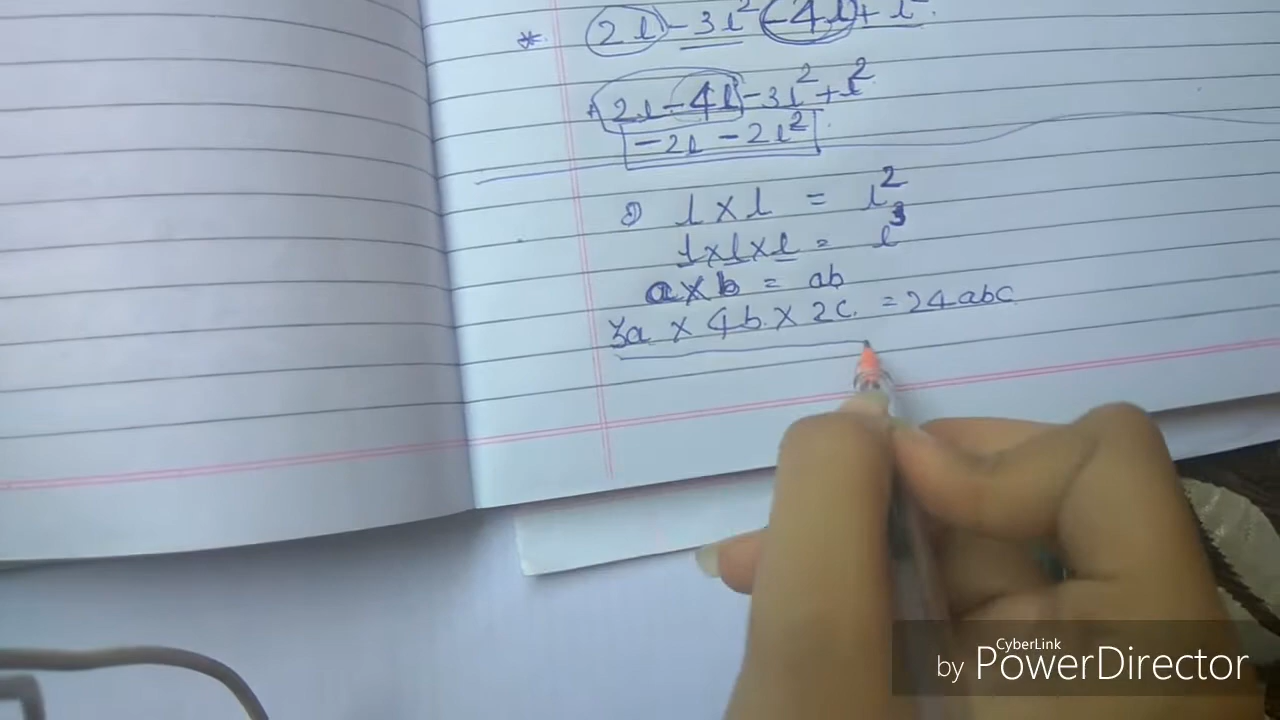 * 2l - 3l² - 4l + l²
2l - 4l - 3l² + l²
- 2l - 2l²
l × l = l²
l × l × l = l³
a × b = ab
3a × 4b × 2c = 24abc
CyberLink
by PowerDirector